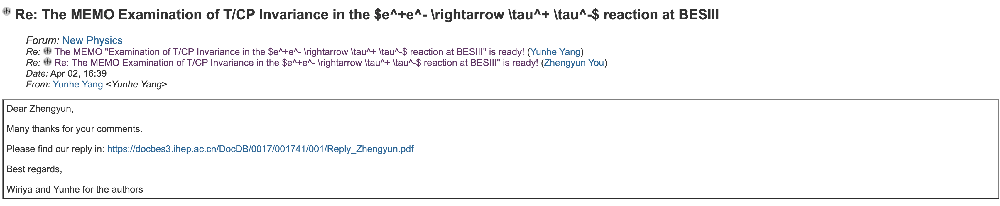 Re: The MEMO Examination of T/CP Invariance in the $e^+e^- \rightarrow \tau^+ \tau^-$ reaction at BESIII
Forum: New Physics
Re: The MEMO "Examination of T/CP Invariance in the $e^+e^- \rightarrow \tau^+ \tau^-$ reaction at BESIII" is ready! (Yunhe Yang)
Re: Re: The MEMO Examination of T/CP Invariance in the $e^+e^- \rightarrow \tau^+ \tau^-$ reaction at BESIII" is ready! (Zhengyun You)
Date: Apr 02, 16:39
From: Yunhe Yang <Yunhe Yang>
Dear Zhengyun,
Many thanks for your comments.
Please find our reply in: https://docbes3.ihep.ac.cn/DocDB/0017/001741/001/Reply_Zhengyun.pdf
Best regards,
Wiriya and Yunhe for the authors